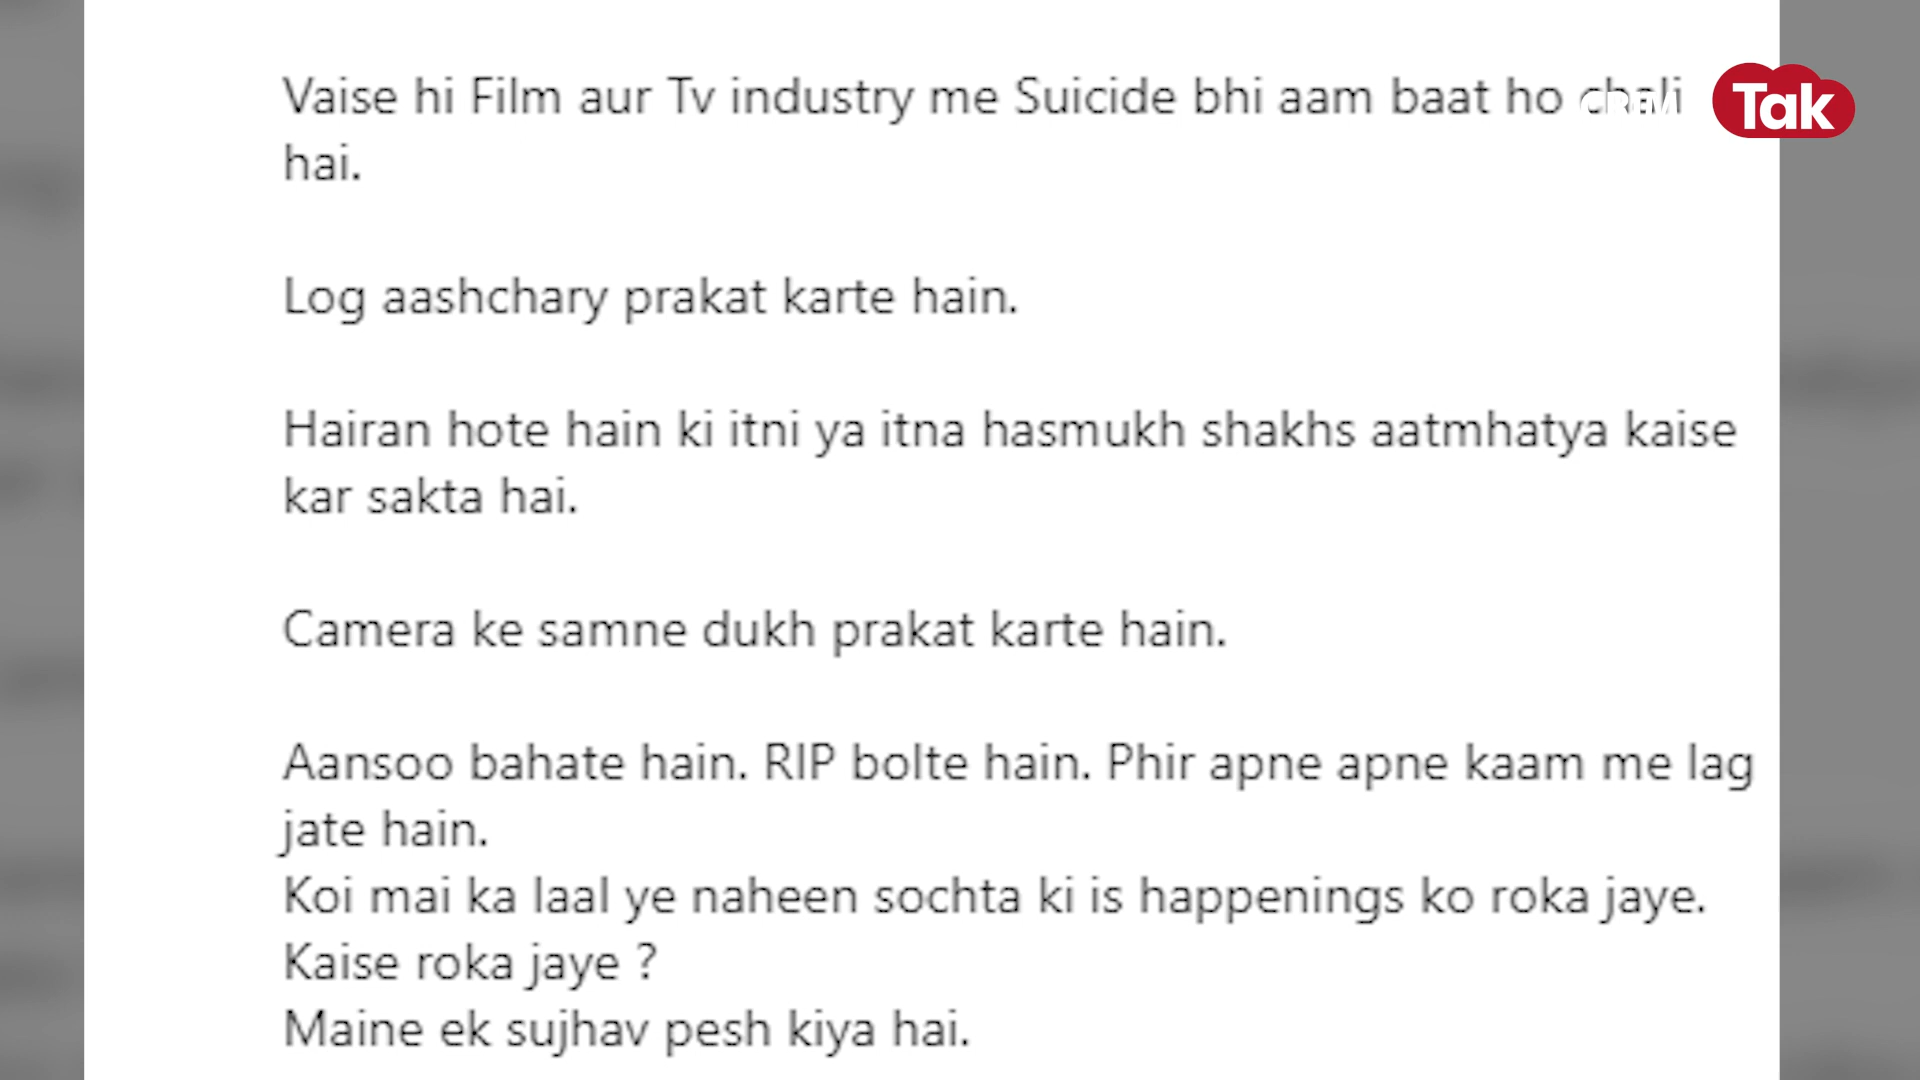 Vaise hi Film aur Tv industry me Suicide bhi aam baat ho chali
hai.
Log aashchary prakat karte hain.
Hairan hote hain ki itni ya itna hasmukh shakhs aatmhatya kaise
kar sakta hai.
Camera ke samne dukh prakat karte hain.
Aansoo bahate hain. RIP bolte hain. Phir apne apne kaam me lag
jate hain.
Koi mai ka laal ye naheen sochta ki is happenings ko roka jaye.
Kaise roka jaye ?
Maine ek sujhav pesh kiya hai.
Tak